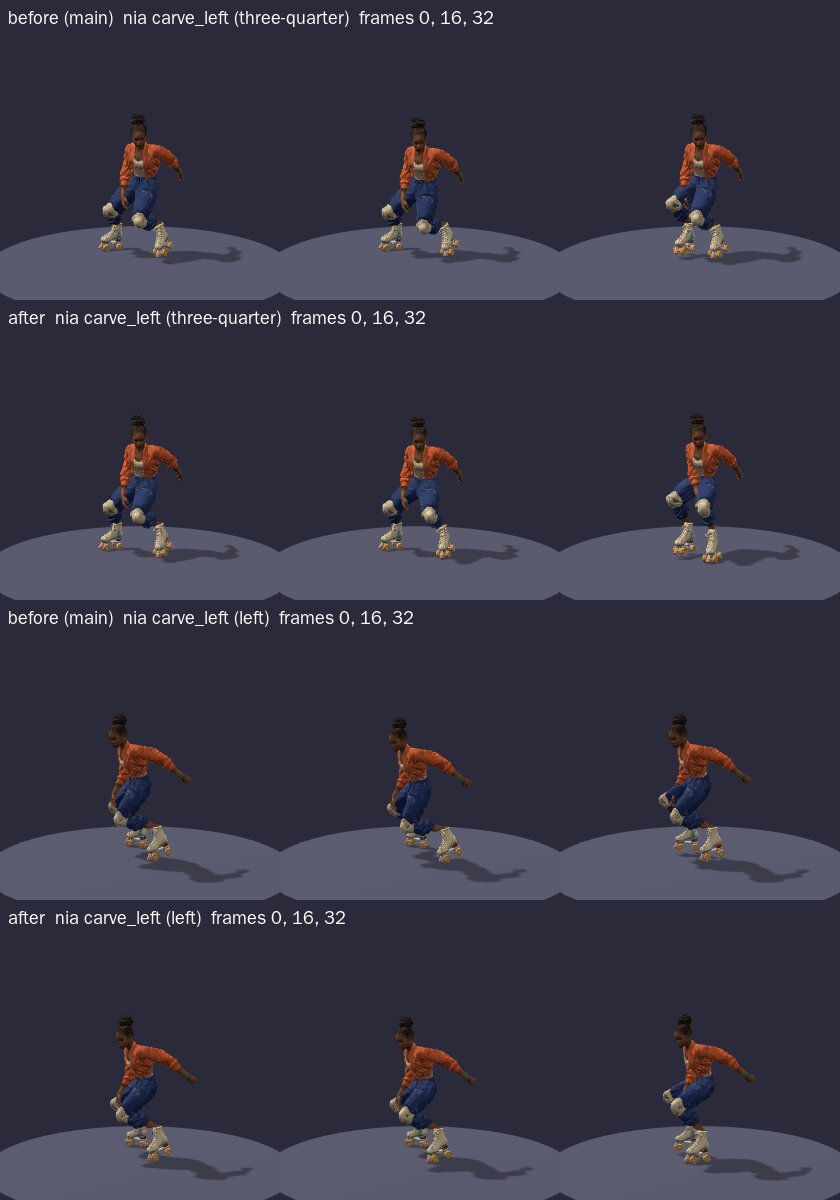 before (main)  nia carve_left (three-quarter)  frames 0, 16, 32
after  nia carve_left (three-quarter)  frames 0, 16, 32
before (main)  nia carve_left (left)  frames 0, 16, 32
after  nia carve_left (left)  frames 0, 16, 32